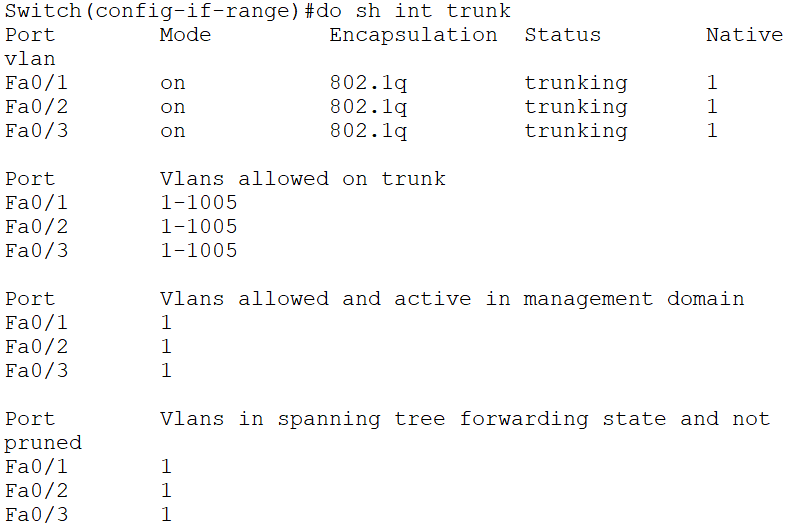 Switch(config-if-range)#do sh int trunk
Port        Mode         Encapsulation  Status        Native
vlan
Fa0/1       on           802.1q         trunking      1
Fa0/2       on           802.1q         trunking      1
Fa0/3       on           802.1q         trunking      1

Port        Vlans allowed on trunk
Fa0/1       1-1005
Fa0/2       1-1005
Fa0/3       1-1005

Port        Vlans allowed and active in management domain
Fa0/1       1
Fa0/2       1
Fa0/3       1

Port        Vlans in spanning tree forwarding state and not
pruned
Fa0/1       1
Fa0/2       1
Fa0/3       1